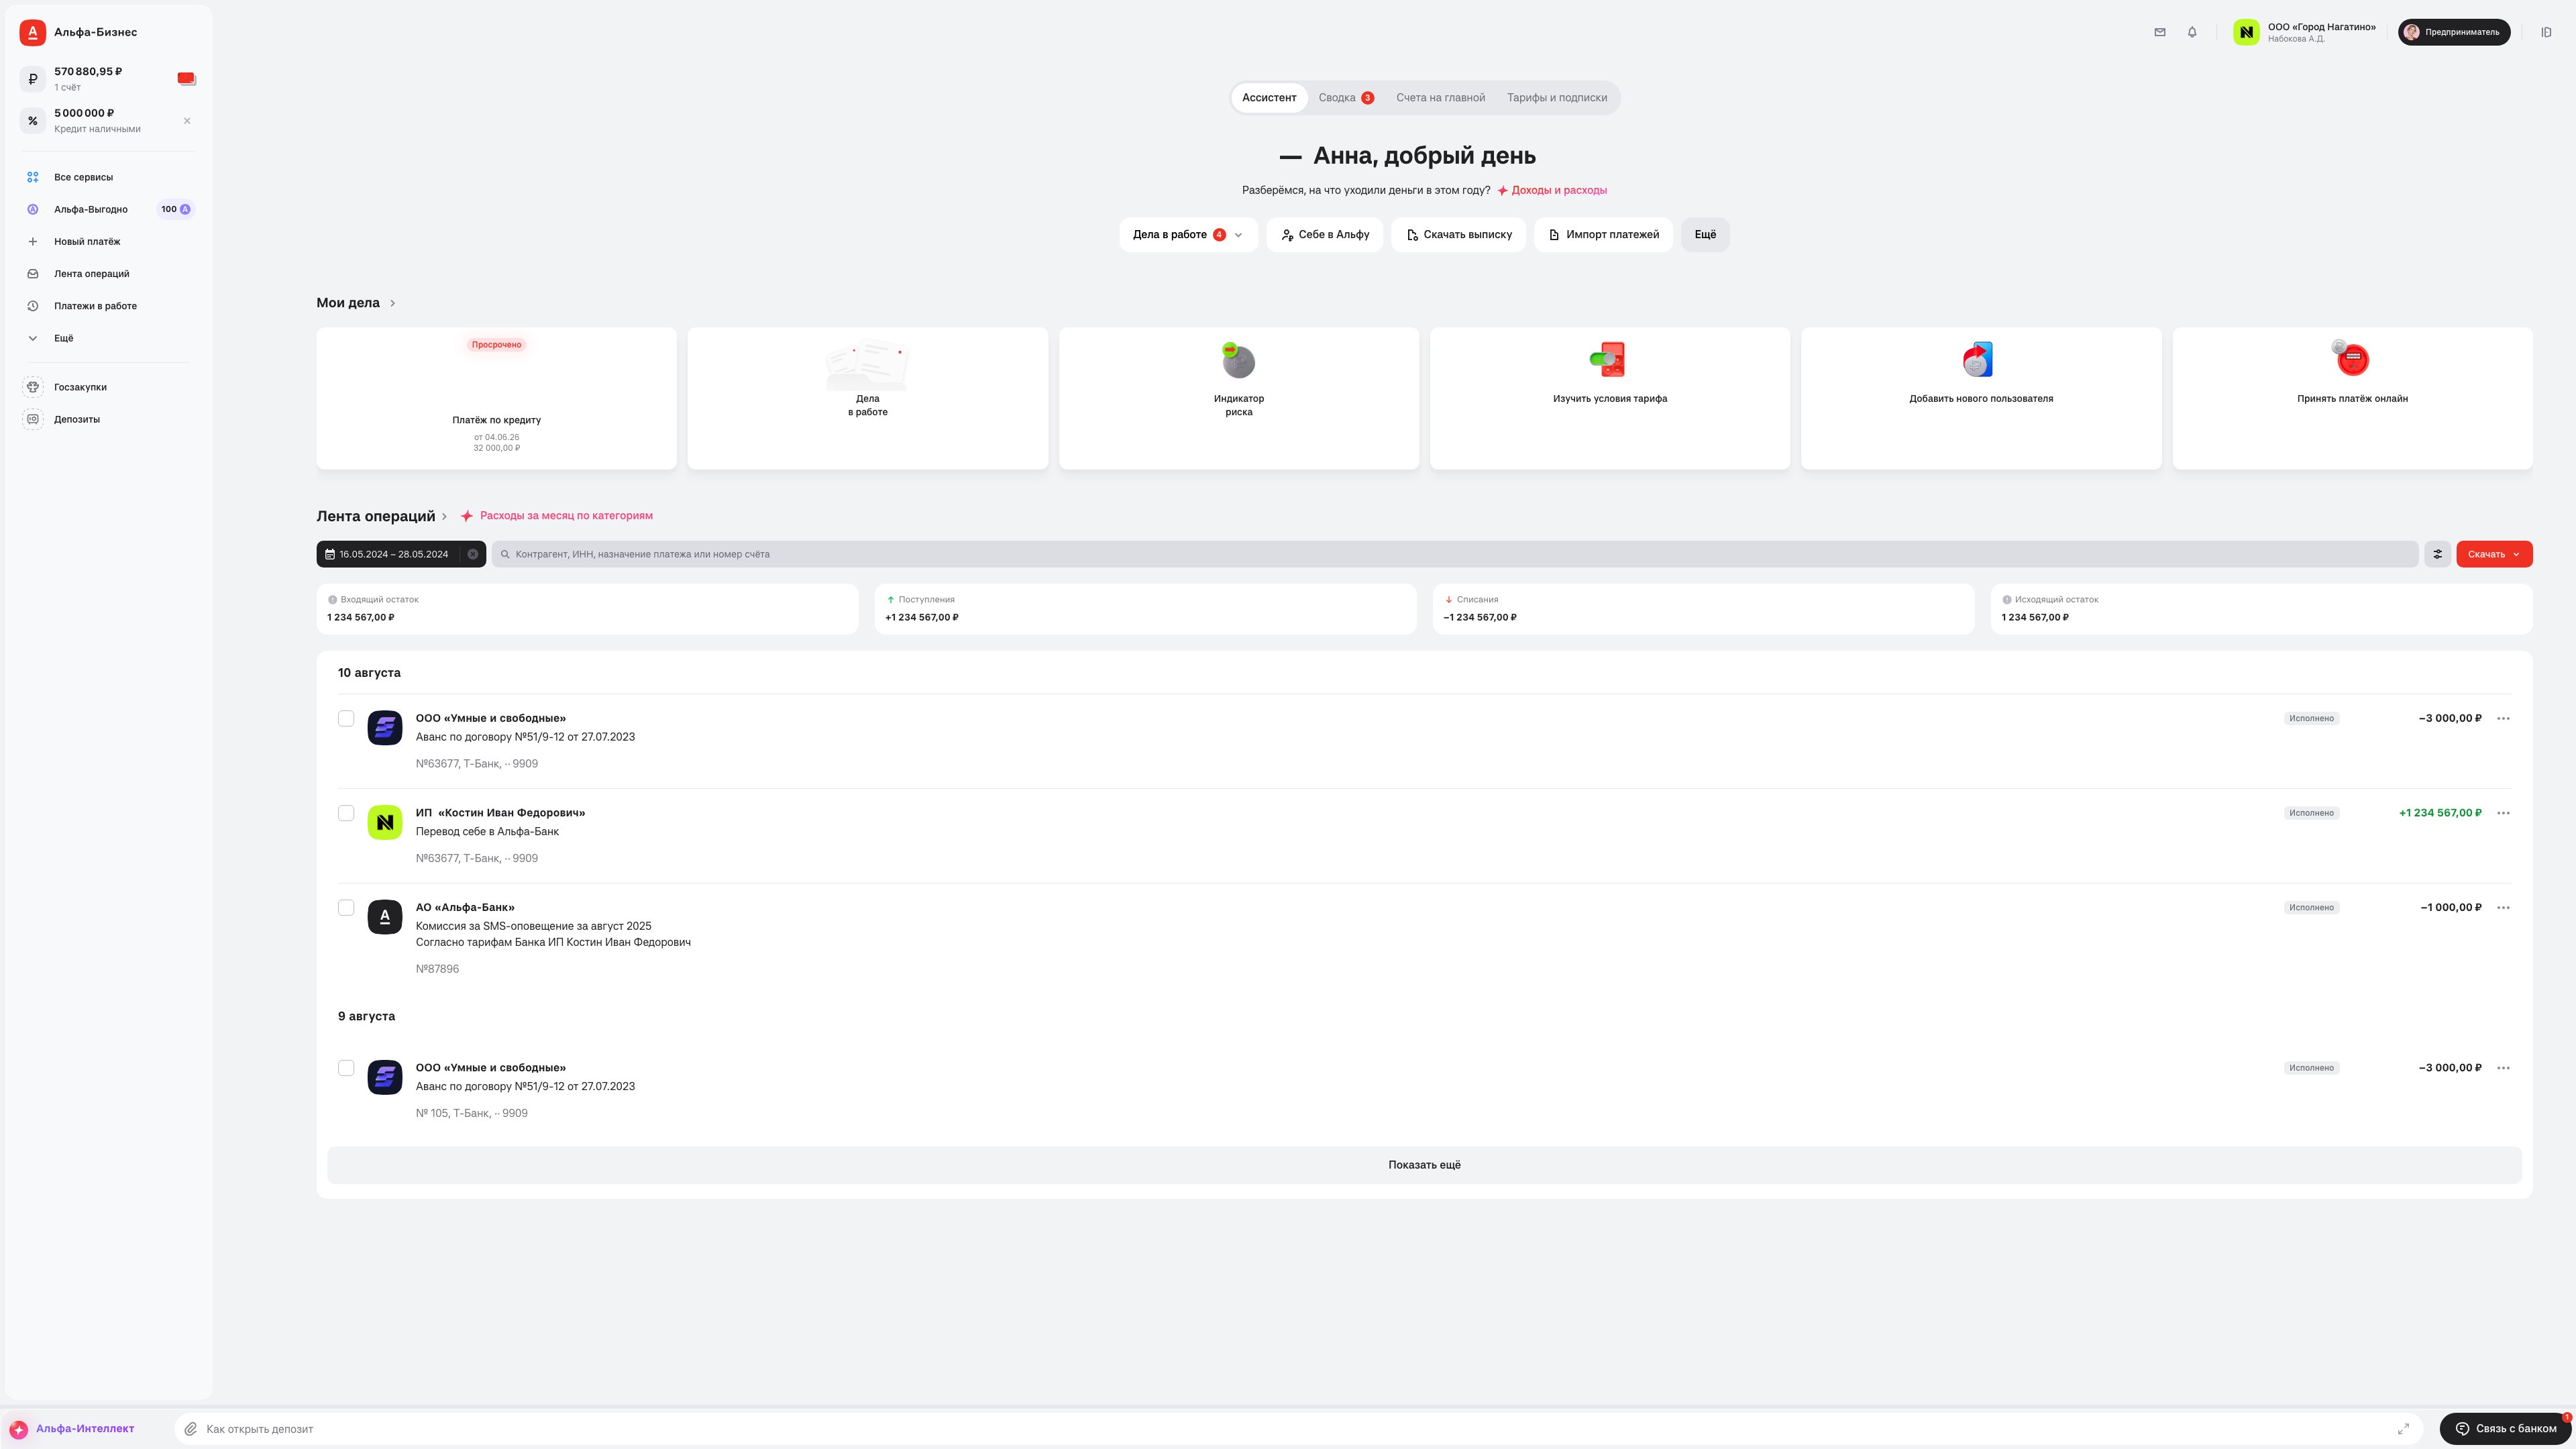 Альфа-Бизнес
570 880,95 ₽
1 счёт
5 000 000 ₽
Кредит наличными
Все сервисы
Альфа-Выгодно
100
Новый платёж
Лента операций
Платежи в работе
Ещё
Госзакупки
Депозиты
ООО «Город Нагатино»
Набокова А.Д.
Предприниматель
Ассистент
Сводка 3
Счета на главной
Тарифы и подписки
— Анна, добрый день
Разберёмся, на что уходили деньги в этом году? Доходы и расходы
Дела в работе 4
Себе в Альфу
Скачать выписку
Импорт платежей
Ещё
Мои дела
Просрочено
Платёж по кредиту
от 04.06.26
32 000,00 ₽
Дела
в работе
Индикатор
риска
Изучить условия тарифа
Добавить нового пользователя
Принять платёж онлайн
Лента операций
Расходы за месяц по категориям
16.05.2024 – 28.05.2024
Контрагент, ИНН, назначение платежа или номер счёта
Скачать
Входящий остаток
1 234 567,00 ₽
Поступления
+1 234 567,00 ₽
Списания
−1 234 567,00 ₽
Исходящий остаток
1 234 567,00 ₽
10 августа
ООО «Умные и свободные»
Исполнено
−3 000,00 ₽
Аванс по договору №51/9-12 от 27.07.2023
№63677, Т-Банк, ·· 9909
ИП «Костин Иван Федорович»
Исполнено
+1 234 567,00 ₽
Перевод себе в Альфа-Банк
№63677, Т-Банк, ·· 9909
АО «Альфа-Банк»
Исполнено
−1 000,00 ₽
Комиссия за SMS-оповещение за август 2025
Согласно тарифам Банка ИП Костин Иван Федорович
№87896
9 августа
ООО «Умные и свободные»
Исполнено
−3 000,00 ₽
Аванс по договору №51/9-12 от 27.07.2023
№ 105, Т-Банк, ·· 9909
Показать ещё
Альфа-Интеллект
Как открыть депозит
Связь с банком
1